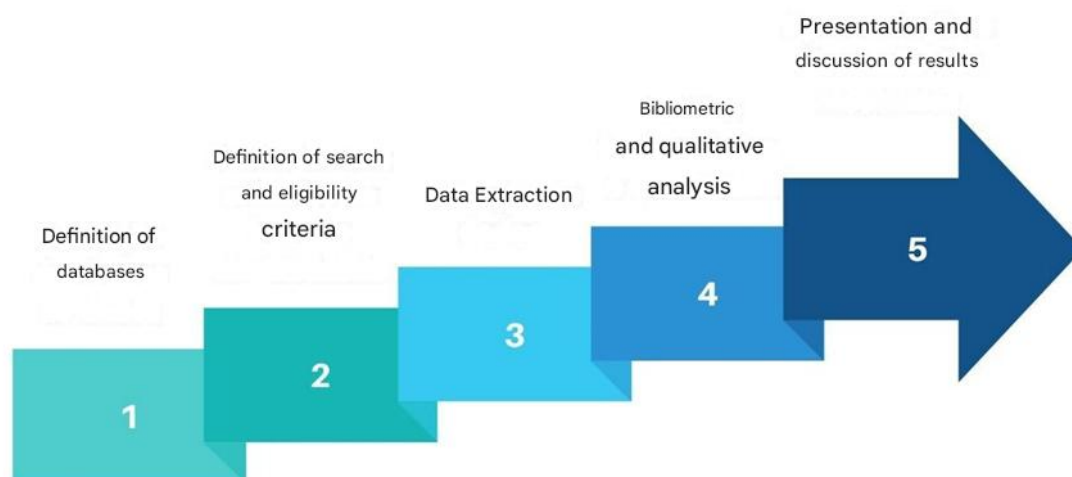 Definition of
databases
1
Definition of search
and eligibility
criteria
2
Data Extraction
3
Bibliometric
and qualitative
analysis
4
Presentation and
discussion of results
5